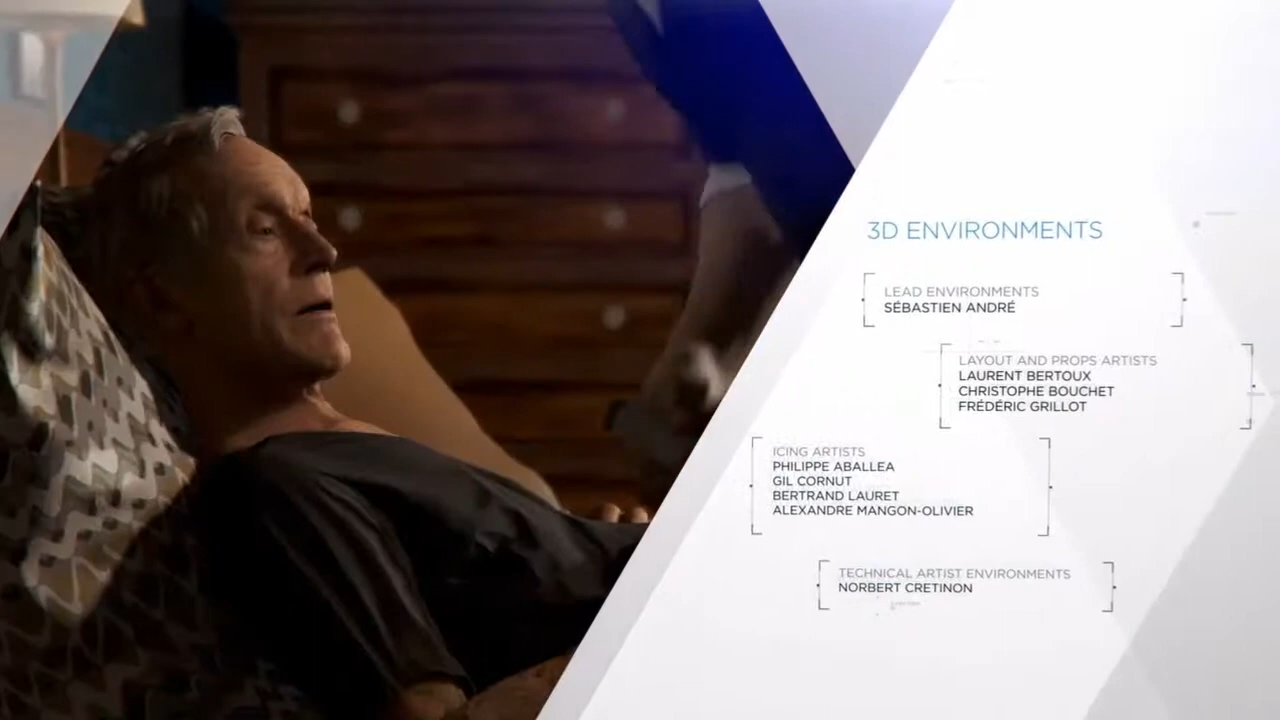 3D ENVIRONMENTS
LEAD ENVIRONMENTS
SÉBASTIEN ANDRÉ
LAYOUT AND PROPS ARTISTS
LAURENT BERTOUX
CHRISTOPHE BOUCHET
FRÉDÉRIC GRILLOT
ICING ARTISTS
PHILIPPE ABALLEA
GIL CORNUT
BERTRAND LAURET
ALEXANDRE MANGON-OLIVIER
TECHNICAL ARTIST ENVIRONMENTS
NORBERT CRETINON